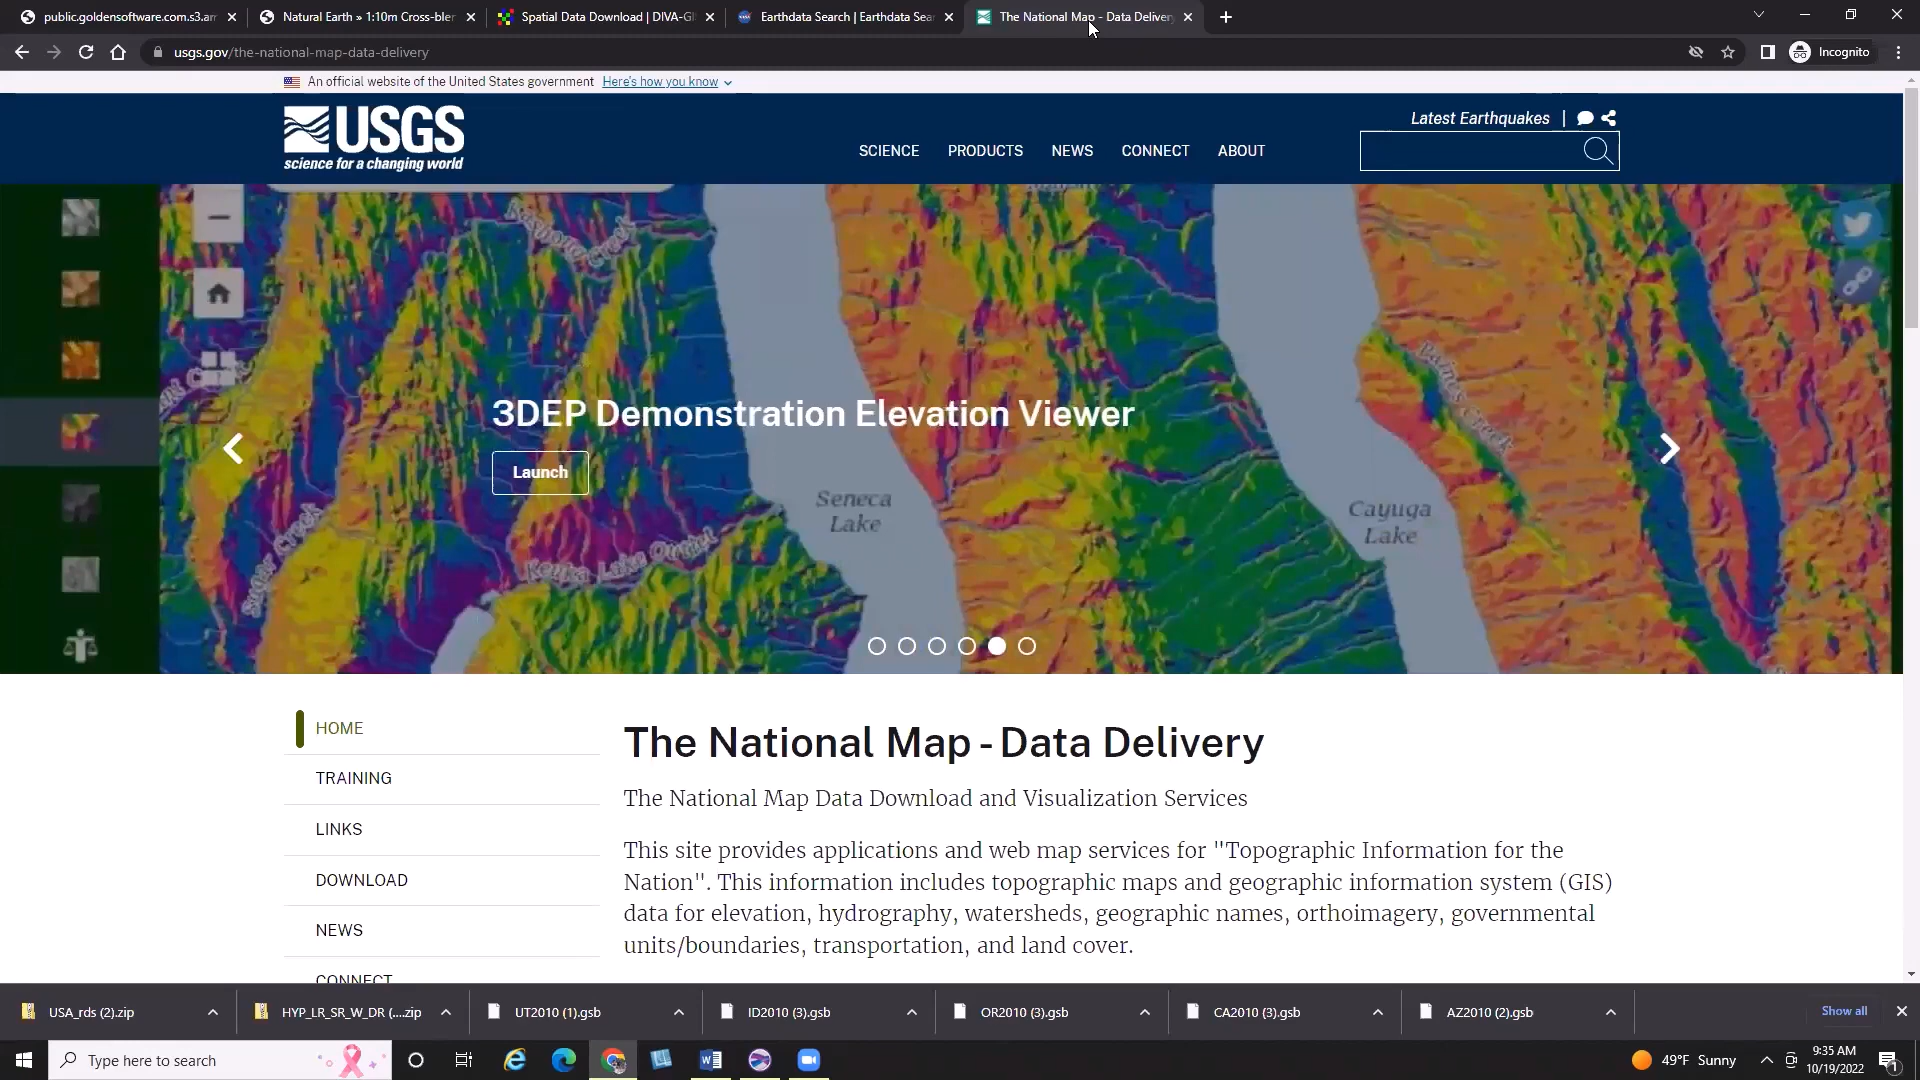 public.goldensoftware.com.s3.am
Natural Earth » 1:10m Cross-bler
Spatial Data Download | DIVA-GI
Earthdata Search | Earthdata Sear
The National Map - Data Delivery
usgs.gov/the-national-map-data-delivery
Incognito
An official website of the United States government Here's how you know
USGS
science for a changing world
SCIENCE
PRODUCTS
NEWS
CONNECT
ABOUT
Latest Earthquakes |
3DEP Demonstration Elevation Viewer
Launch
Seneca
Lake
Cayuga
Lake
Keuka Lake Outlet
HOME
TRAINING
LINKS
DOWNLOAD
NEWS
CONNECT
The National Map - Data Delivery
The National Map Data Download and Visualization Services
This site provides applications and web map services for "Topographic Information for the
Nation". This information includes topographic maps and geographic information system (GIS)
data for elevation, hydrography, watersheds, geographic names, orthoimagery, governmental
units/boundaries, transportation, and land cover.
USA_rds (2).zip
HYP_LR_SR_W_DR (....zip
UT2010 (1).gsb
ID2010 (3).gsb
OR2010 (3).gsb
CA2010 (3).gsb
AZ2010 (2).gsb
Show all
Type here to search
49°F Sunny
9:35 AM
10/19/2022
1